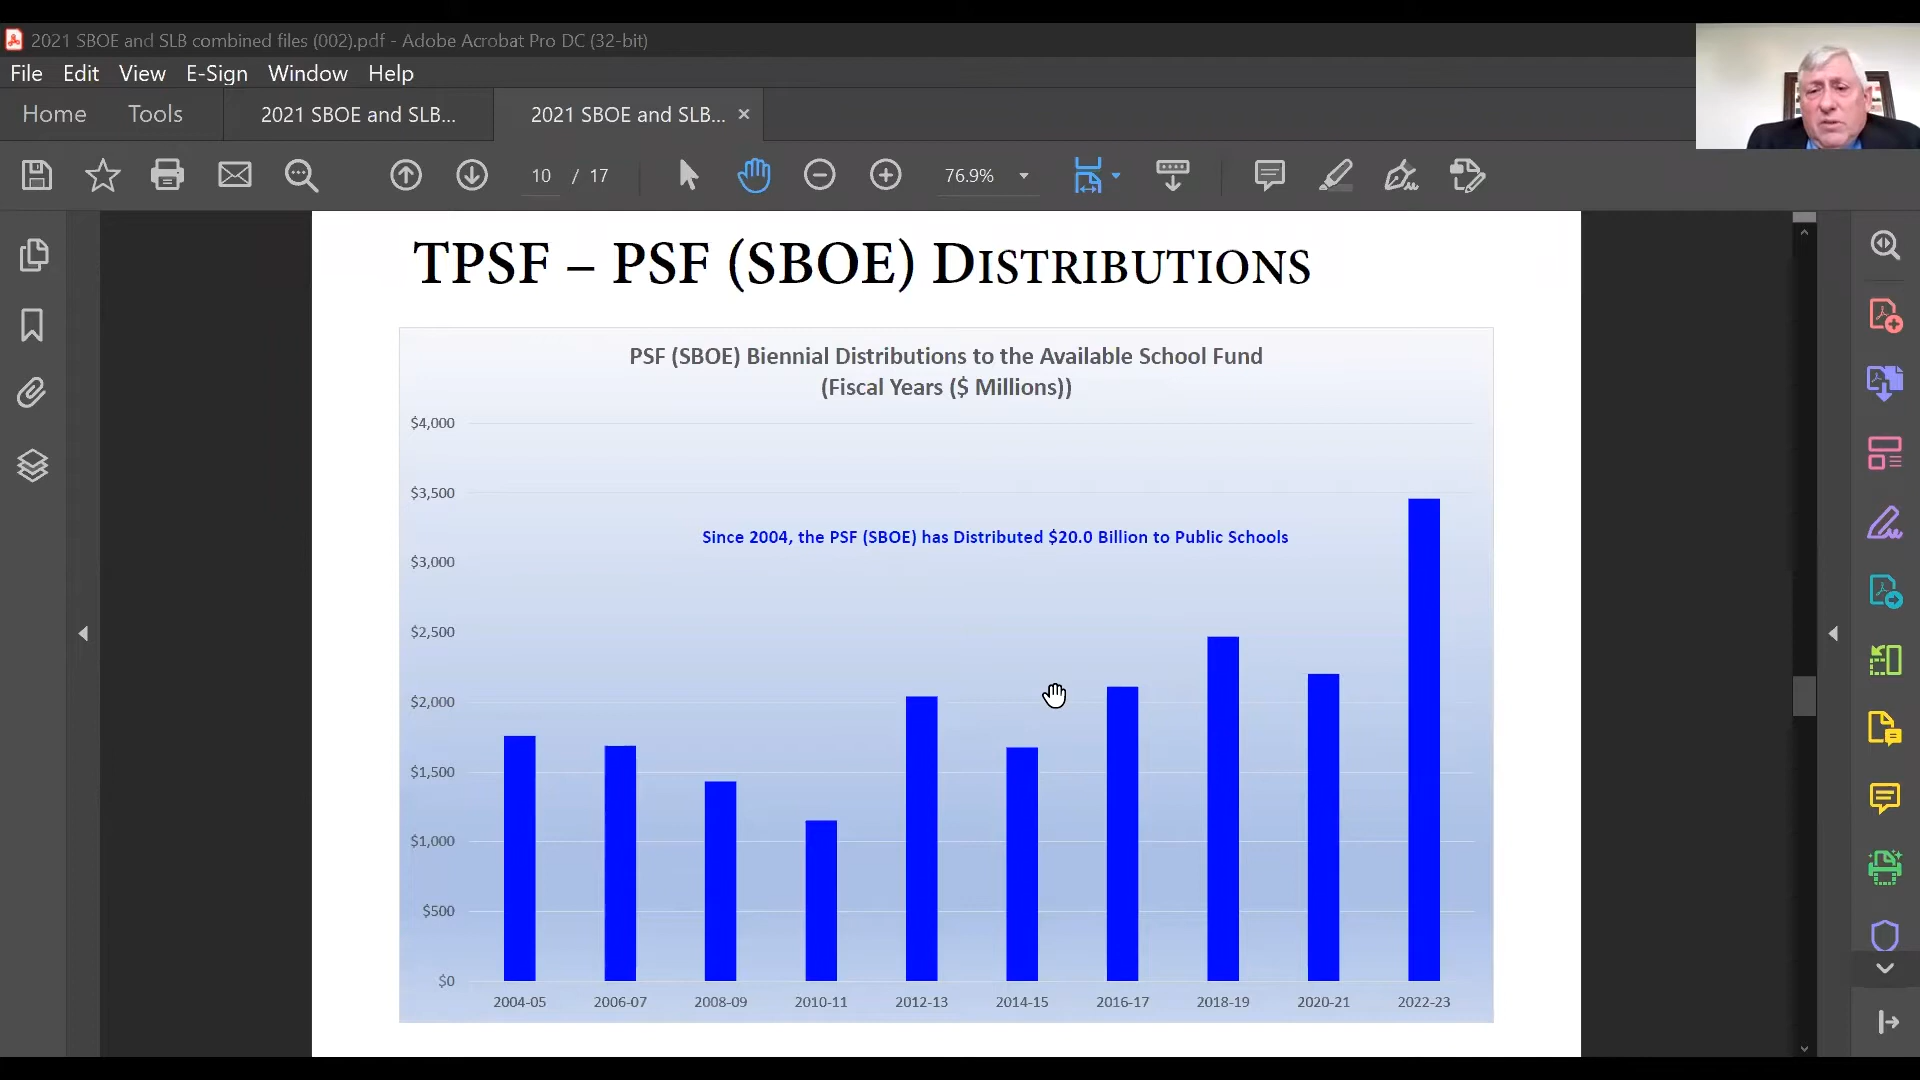 2021 SBOE and SLB combined files (002).pdf - Adobe Acrobat Pro DC (32-bit)
File Edit View E-Sign Window Help
Home Tools 2021 SBOE and SLB... 2021 SBOE and SLB... ×
10 / 17 76.9%
TPSF – PSF (SBOE) DISTRIBUTIONS
PSF (SBOE) Biennial Distributions to the Available School Fund
(Fiscal Years ($ Millions))
$4,000
$3,500
Since 2004, the PSF (SBOE) has Distributed $20.0 Billion to Public Schools
$3,000
$2,500
$2,000
$1,500
$1,000
$500
$0
2004-05 2006-07 2008-09 2010-11 2012-13 2014-15 2016-17 2018-19 2020-21 2022-23